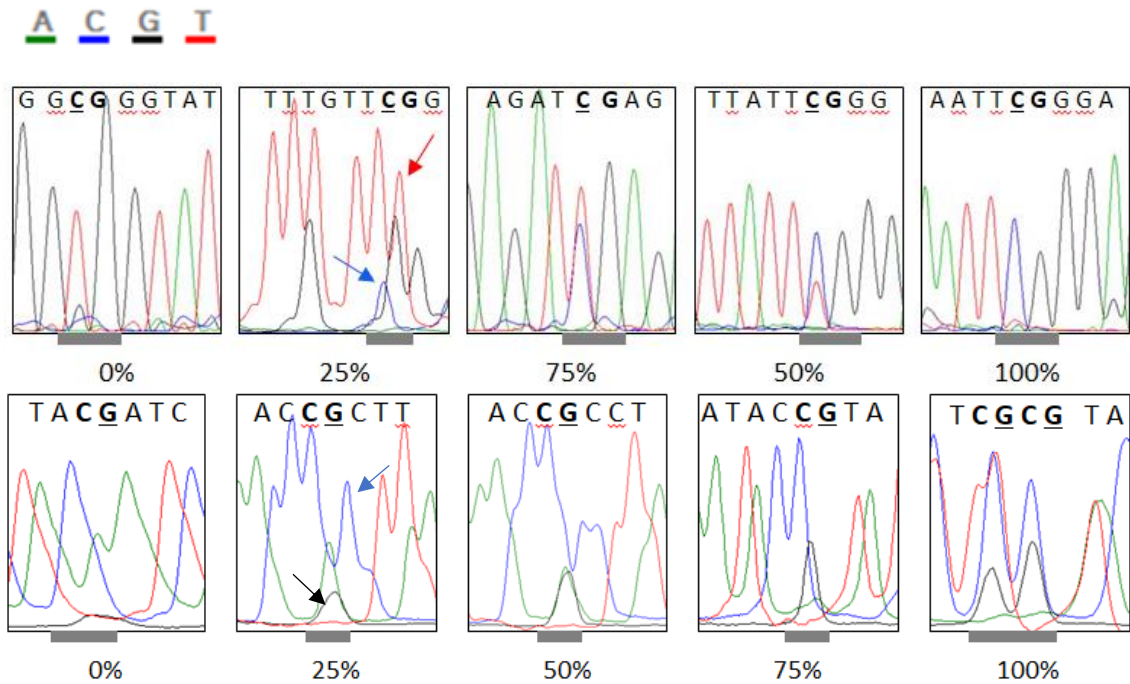 A C G T
G G C G G G T A T
T T T G T T C G G
A G A T C G A G
T T A T T C G G G
A A T T C G G G A
0%
25%
75%
50%
100%
T A C G A T C
A C C G C T T
A C C G C C T
A T A C C G T A
T C G C G T A
0%
25%
50%
75%
100%